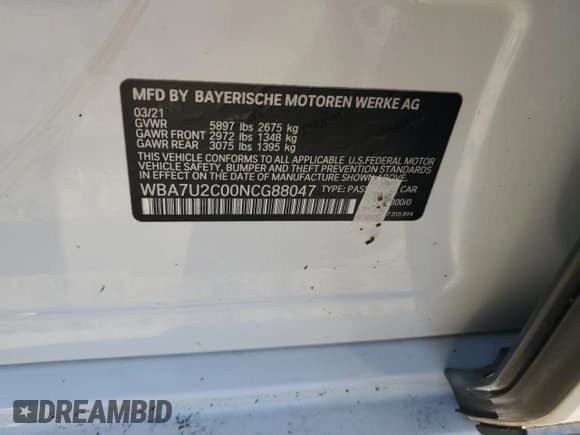 MFD BY BAYERISCHE MOTOREN WERKE AG
03/21
GVWR 5897 lbs 2675 kg
GAWR FRONT 2972 lbs 1348 kg
GAWR REAR 3075 lbs 1395 kg
THIS VEHICLE CONFORMS TO ALL APPLICABLE U.S.FEDERAL MOTOR
VEHICLE SAFETY, BUMPER AND THEFT PREVENTION STANDARDS
IN EFFECT ON THE DATE OF MANUFACTURE SHOWN ABOVE.
WBA7U2C00NCG88047 TYPE: CAR
DREAMBID